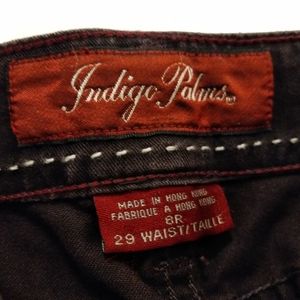 Indigo Palms
MADE IN HONG KONG
FABRIQUE A HONG KONG
8R
29 WAIST/TAILLE